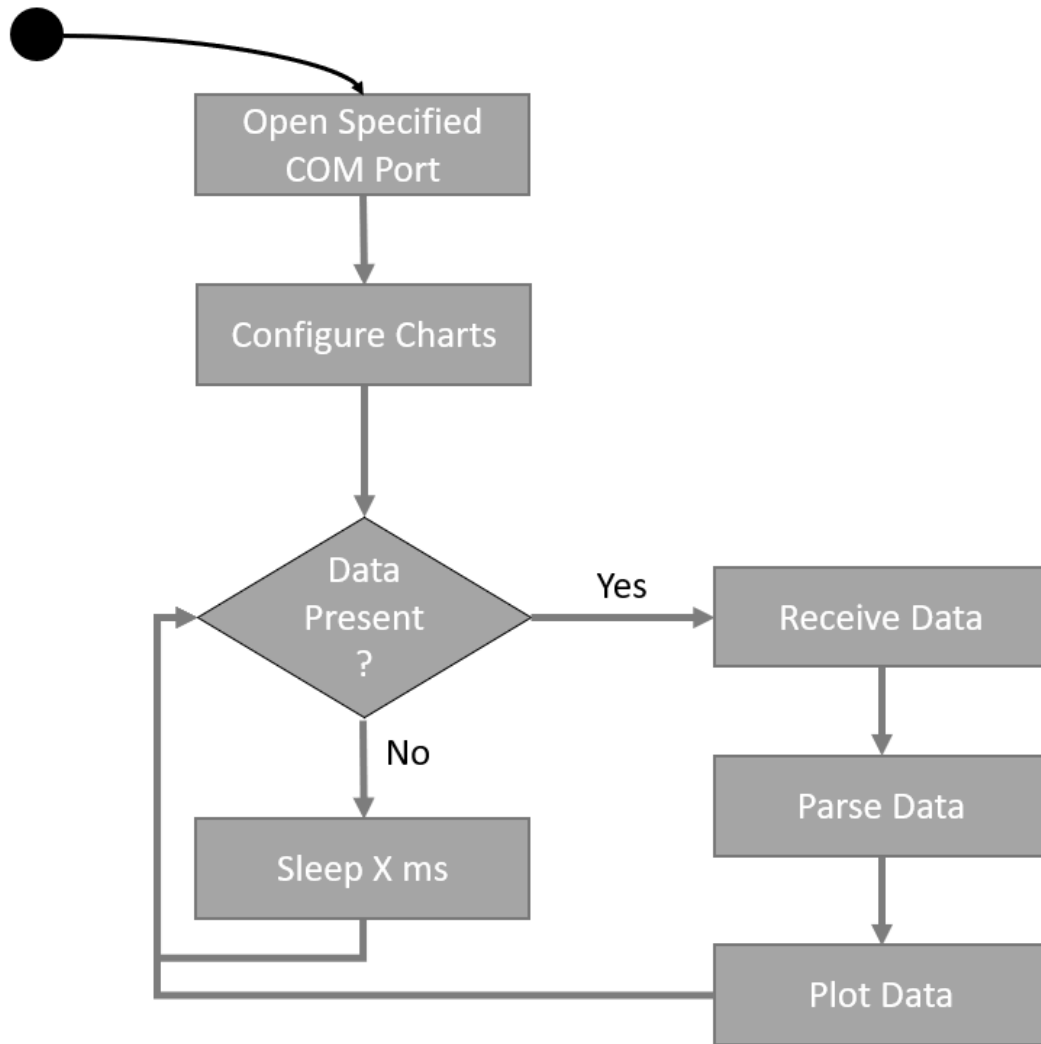 Open Specified
COM Port
Configure Charts
Data
Present
?
Yes
Receive Data
No
Parse Data
Sleep X ms
Plot Data